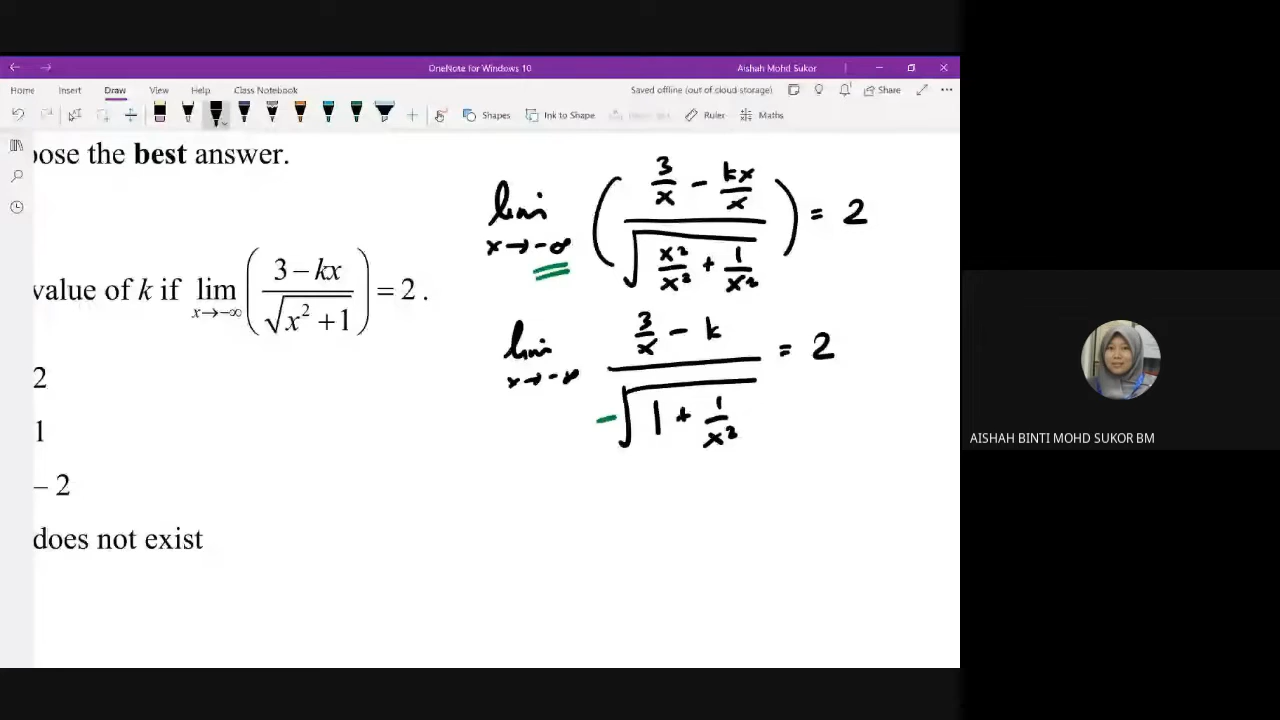 OneNote for Windows 10
Aishah Mohd Sukor
Home Insert Draw View Help Class Notebook
Saved offline (out of cloud storage)
Share
Shapes Ink to Shape Ruler Maths
oose the best answer.
value of k if lim x→−∞ ( (3 − kx) / √(x² + 1) ) = 2 .
2
1
– 2
does not exist
lim x→−∞ ( (3/x − kx/x) / √(x²/x² + 1/x²) ) = 2
lim x→−∞ (3/x − k) / −√(1 + 1/x²) = 2
AISHAH BINTI MOHD SUKOR BM